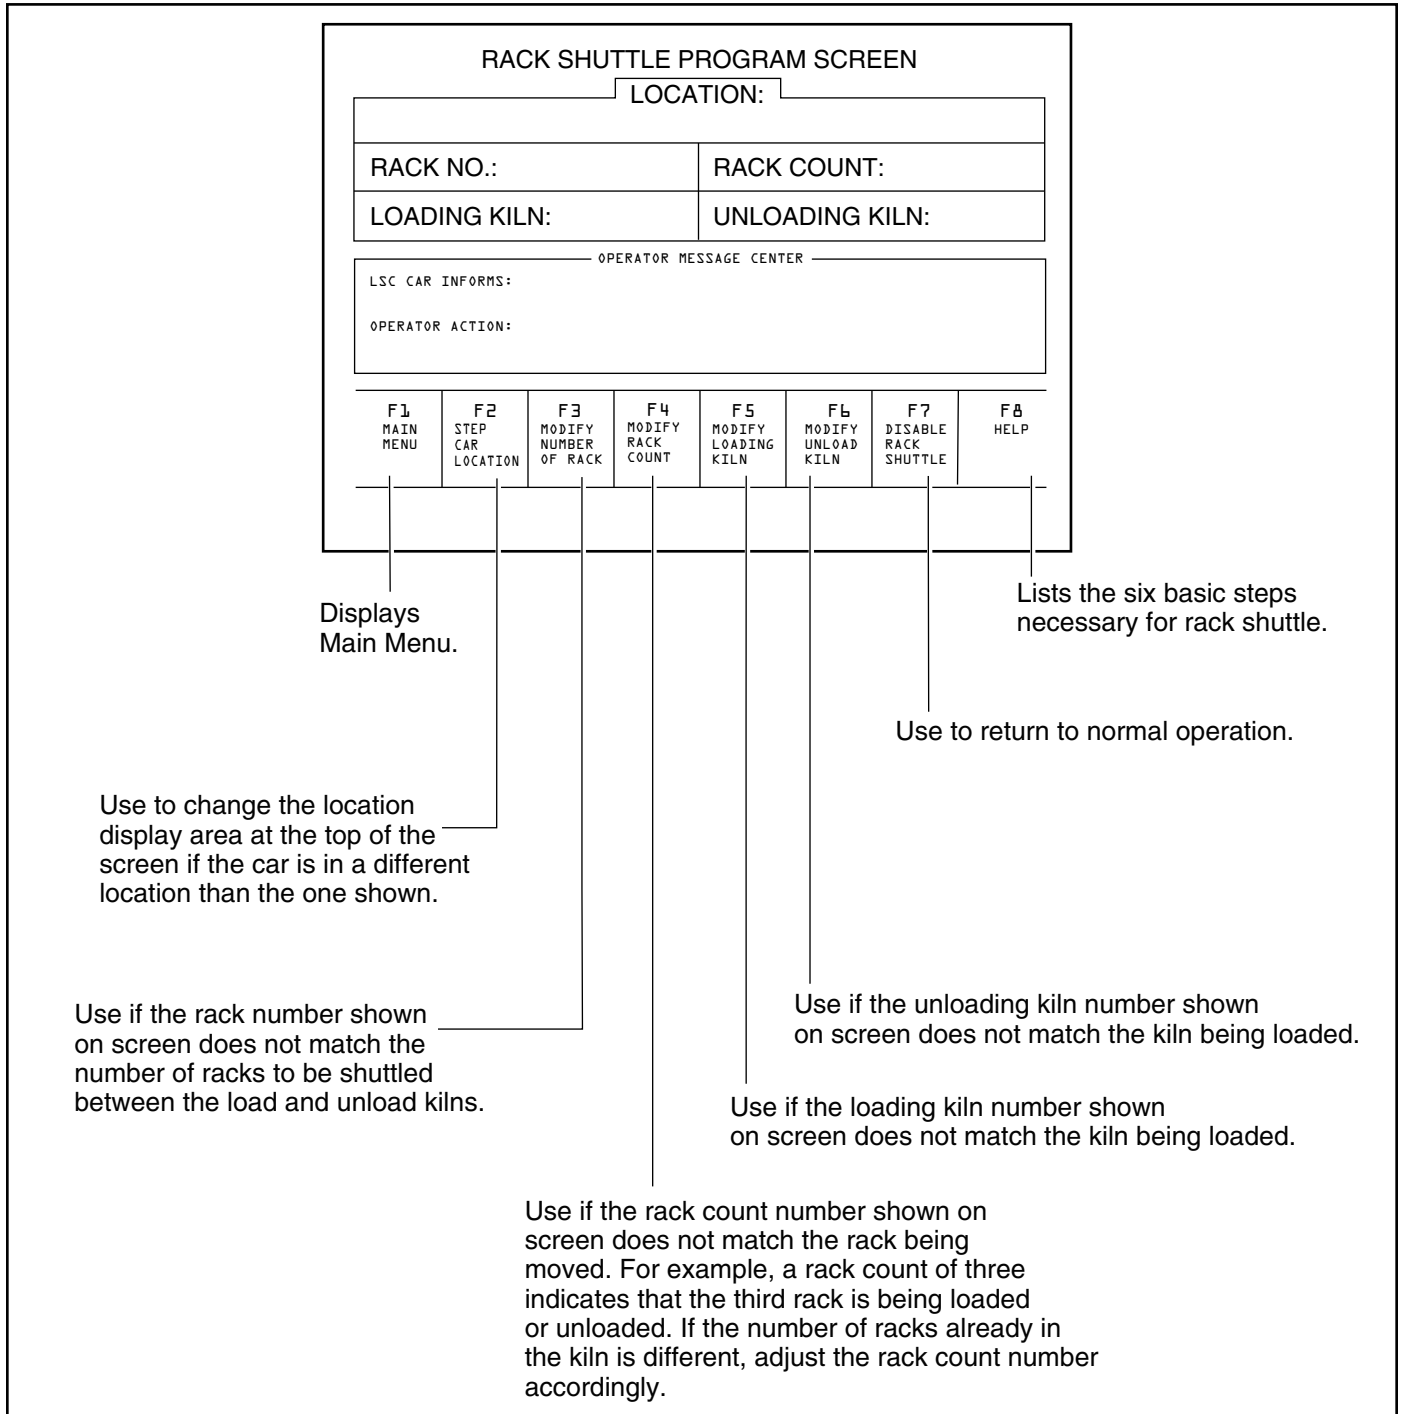 RACK SHUTTLE PROGRAM SCREEN
LOCATION:
RACK NO.:
RACK COUNT:
LOADING KILN:
UNLOADING KILN:
OPERATOR MESSAGE CENTER
LSC CAR INFORMS:
OPERATOR ACTION:
F1
MAIN
MENU
F2
STEP
CAR
LOCATION
F3
MODIFY
NUMBER
OF RACK
F4
MODIFY
RACK
COUNT
F5
MODIFY
LOADING
KILN
F6
MODIFY
UNLOAD
KILN
F7
DISABLE
RACK
SHUTTLE
F8
HELP
Displays
Main Menu.
Lists the six basic steps
necessary for rack shuttle.
Use to return to normal operation.
Use to change the location
display area at the top of the
screen if the car is in a different
location than the one shown.
Use if the rack number shown
on screen does not match the
number of racks to be shuttled
between the load and unload kilns.
Use if the unloading kiln number shown
on screen does not match the kiln being loaded.
Use if the loading kiln number shown
on screen does not match the kiln being loaded.
Use if the rack count number shown on
screen does not match the rack being
moved. For example, a rack count of three
indicates that the third rack is being loaded
or unloaded. If the number of racks already in
the kiln is different, adjust the rack count number
accordingly.